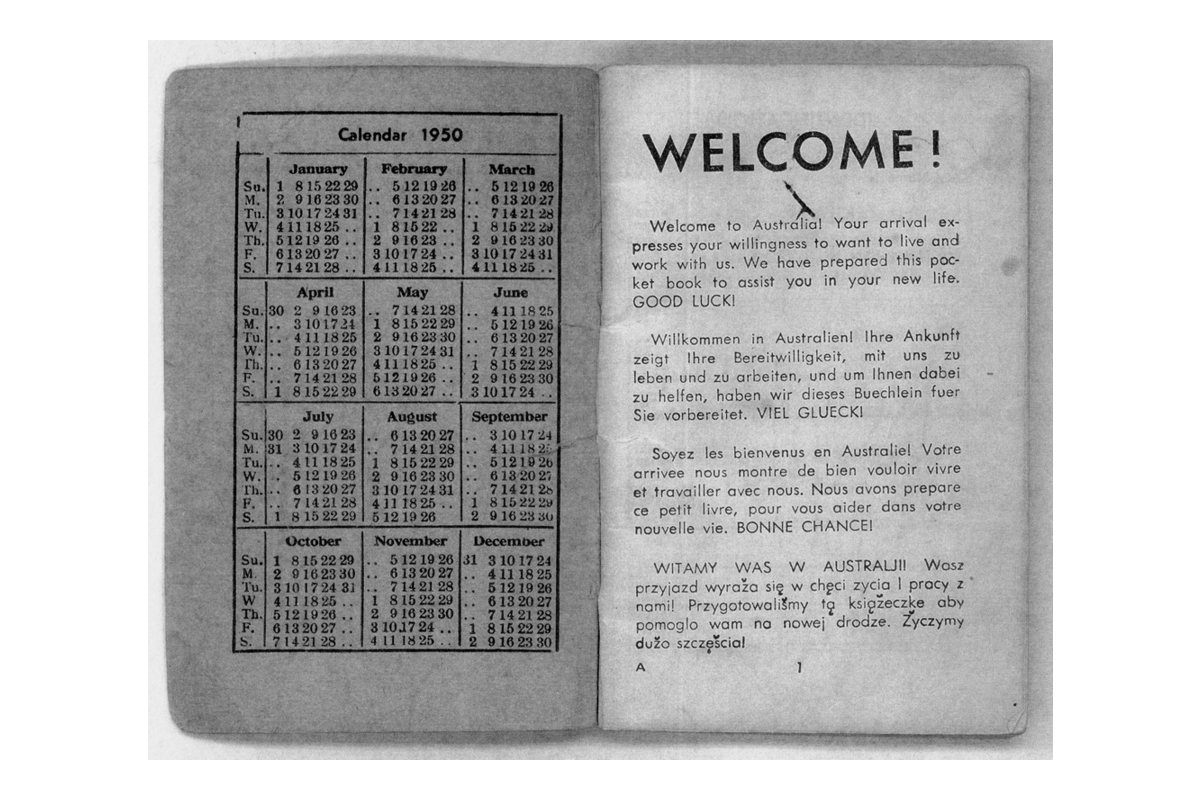 Calendar 1950
January February March
Su. 1 8 15 22 29 .. 5 12 19 26 .. 5 12 19 26
M. 2 9 16 23 30 .. 6 13 20 27 .. 6 13 20 27
Tu. 3 10 17 24 31 .. 7 14 21 28 .. 7 14 21 28
W. 4 11 18 25 .. 1 8 15 22 .. 1 8 15 22 29
Th. 5 12 19 26 .. 2 9 16 23 .. 2 9 16 23 30
F. 6 13 20 27 .. 3 10 17 24 .. 3 10 17 24 31
S. 7 14 21 28 .. 4 11 18 25 .. 4 11 18 25 ..
April May June
Su. 30 2 9 16 23 .. 7 14 21 28 .. 4 11 18 25
M. .. 3 10 17 24 1 8 15 22 29 .. 5 12 19 26
Tu. .. 4 11 18 25 2 9 16 23 30 .. 6 13 20 27
W. .. 5 12 19 26 3 10 17 24 31 .. 7 14 21 28
Th. .. 6 13 20 27 4 11 18 25 .. 1 8 15 22 29
F. .. 7 14 21 28 5 12 19 26 .. 2 9 16 23 30
S. 1 8 15 22 29 6 13 20 27 .. 3 10 17 24 ..
July August September
Su. 30 2 9 16 23 .. 6 13 20 27 .. 3 10 17 24
M. 31 3 10 17 24 .. 7 14 21 28 .. 4 11 18 25
Tu. .. 4 11 18 25 1 8 15 22 29 .. 5 12 19 26
W. .. 5 12 19 26 2 9 16 23 30 .. 6 13 20 27
Th. .. 6 13 20 27 3 10 17 24 31 .. 7 14 21 28
F. .. 7 14 21 28 4 11 18 25 .. 1 8 15 22 29
S. 1 8 15 22 29 5 12 19 26 2 9 16 23 30
October November December
Su. 1 8 15 22 29 .. 5 12 19 26 31 3 10 17 24
M. 2 9 16 23 30 .. 6 13 20 27 .. 4 11 18 25
Tu. 3 10 17 24 31 .. 7 14 21 28 .. 5 12 19 26
W 4 11 18 25 .. 1 8 15 22 29 .. 6 13 20 27
Th. 5 12 19 26 .. 2 9 16 23 30 .. 7 14 21 28
F. 6 13 20 27 .. 3 10 17 24 .. 1 8 15 22 29
S. 7 14 21 28 .. 4 11 18 25 .. 2 9 16 23 30
WELCOME!
Welcome to Australia! Your arrival ex-
presses your willingness to want to live and
work with us. We have prepared this poc-
ket book to assist you in your new life.
GOOD LUCK!
Willkommen in Australien! Ihre Ankunft
zeigt Ihre Bereitwilligkeit, mit uns zu
leben und zu arbeiten, und um Ihnen dabei
zu helfen, haben wir dieses Buechlein fuer
Sie vorbereitet. VIEL GLUECK!
Soyez les bienvenus en Australie! Votre
arrivee nous montre de bien vouloir vivre
et travailler avec nous. Nous avons prepare
ce petit livre, pour vous aider dans votre
nouvelle vie. BONNE CHANCE!
WITAMY WAS W AUSTRALJI! Wasz
przyjazd wyraža się w chęci zycia I pracy z
nami! Przygotowališmy tą książeczkę aby
pomoglo wam na nowej drodze. Życzymy
dužo szczęścia!
A 1